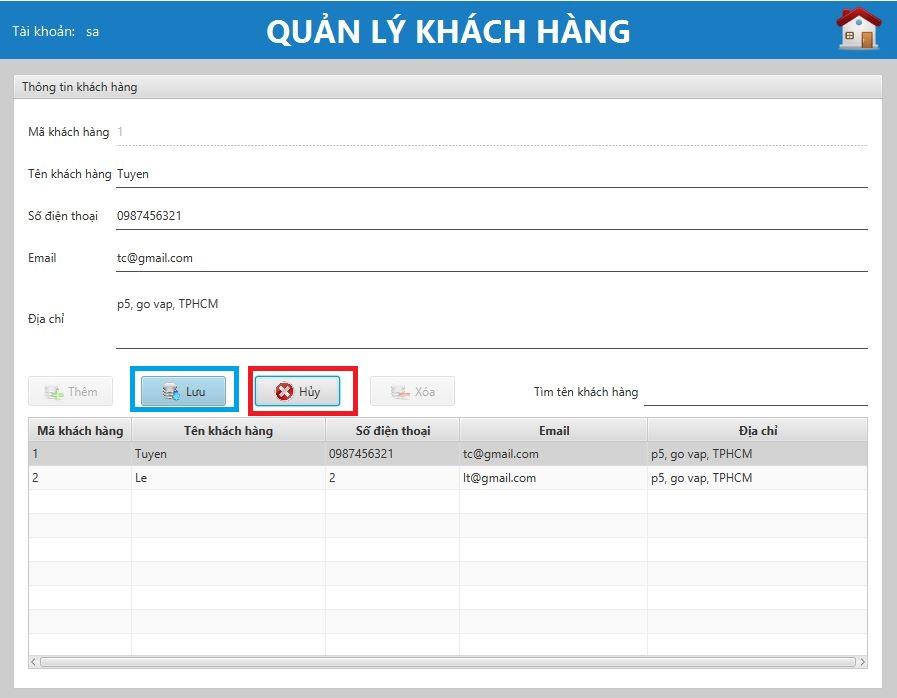 Tài khoản: sa
QUẢN LÝ KHÁCH HÀNG
Thông tin khách hàng
Mã khách hàng 1
Tên khách hàng Tuyen
Số điện thoại 0987456321
Email tc@gmail.com
Địa chỉ p5, go vap, TPHCM
Thêm Lưu Hủy Xóa Tìm tên khách hàng
Mã khách hàng Tên khách hàng Số điện thoại Email Địa chỉ
1 Tuyen 0987456321 tc@gmail.com p5, go vap, TPHCM
2 Le 2 lt@gmail.com p5, go vap, TPHCM